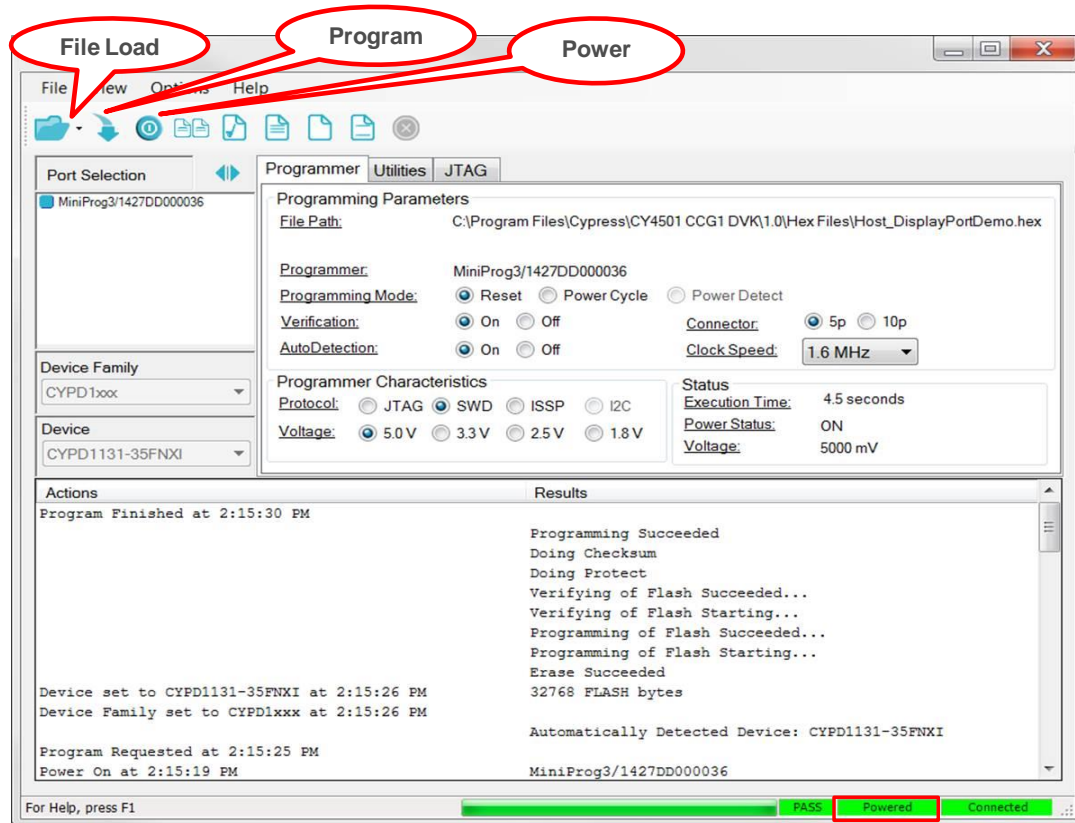 File Load
Program
Power
File View Options Help
Port Selection
MiniProg3/1427DD000036
Device Family
CYPD1xxx
Device
CYPD1131-35FNXI
Programmer Utilities JTAG
Programming Parameters
File Path: C:\Program Files\Cypress\CY4501 CCG1 DVK\1.0\Hex Files\Host_DisplayPortDemo.hex
Programmer: MiniProg3/1427DD000036
Programming Mode: Reset Power Cycle Power Detect
Verification: On Off Connector: 5p 10p
AutoDetection: On Off Clock Speed: 1.6 MHz
Programmer Characteristics
Protocol: JTAG SWD ISSP I2C
Voltage: 5.0 V 3.3 V 2.5 V 1.8 V
Status
Execution Time: 4.5 seconds
Power Status: ON
Voltage: 5000 mV
Actions Results
Program Finished at 2:15:30 PM
Programming Succeeded
Doing Checksum
Doing Protect
Verifying of Flash Succeeded...
Verifying of Flash Starting...
Programming of Flash Succeeded...
Programming of Flash Starting...
Erase Succeeded
Device set to CYPD1131-35FNXI at 2:15:26 PM 32768 FLASH bytes
Device Family set to CYPD1xxx at 2:15:26 PM
Automatically Detected Device: CYPD1131-35FNXI
Program Requested at 2:15:25 PM
Power On at 2:15:19 PM MiniProg3/1427DD000036
For Help, press F1 PASS Powered Connected